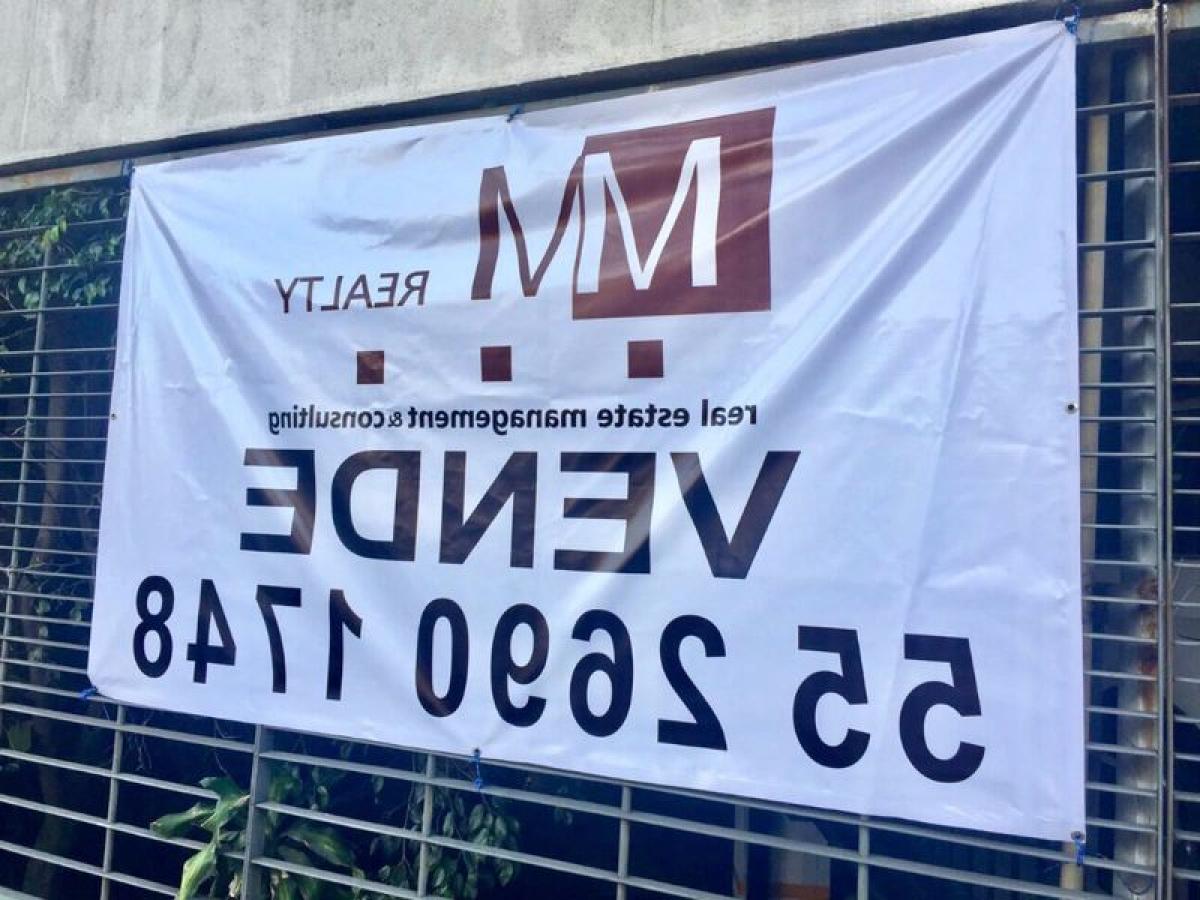 MM REALTY
real estate management & consulting
VENDE
55 2690 1748